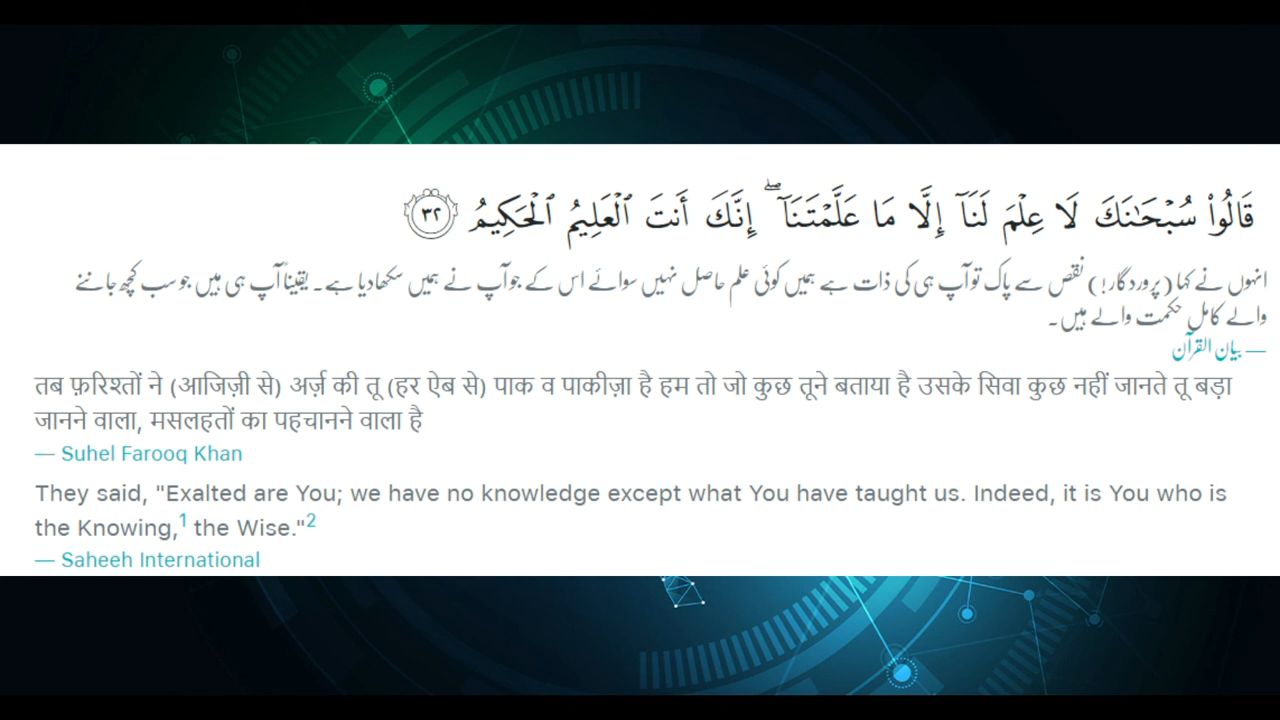 قَالُوا۟ سُبْحَـٰنَكَ لَا عِلْمَ لَنَآ إِلَّا مَا عَلَّمْتَنَآ ۖ إِنَّكَ أَنتَ ٱلْعَلِيمُ ٱلْحَكِيمُ ٣٢
انہوں نے کہا (پروردگار!) نقص سے پاک تو آپ ہی کی ذات ہے ہمیں کوئی علم حاصل نہیں سوائے اس کے جو آپ نے ہمیں سکھادیا ہے۔ یقیناً آپ ہی ہیں جو سب کچھ جاننے
والے کامل حکمت والے ہیں۔
— بیان القرآن
तब फ़रिश्तों ने (आजिज़ी से) अर्ज़ की तू (हर ऐब से) पाक व पाकीज़ा है हम तो जो कुछ तूने बताया है उसके सिवा कुछ नहीं जानते तू बड़ा
जानने वाला, मसलहतों का पहचानने वाला है
— Suhel Farooq Khan
They said, "Exalted are You; we have no knowledge except what You have taught us. Indeed, it is You who is
the Knowing,1 the Wise."2
— Saheeh International